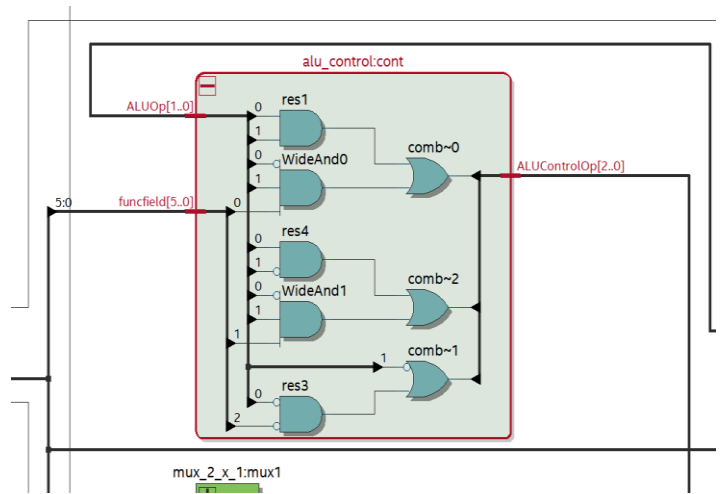 alu_control:cont
ALUOp[1..0]
0
res1
1
comb~0
0
WideAnd0
ALUControlOp[2..0]
1
5:0
funcfield[5..0]
0
res4
0
1
comb~2
0
WideAnd1
1
1
comb~1
1
res3
0
2
mux_2_x_1:mux1